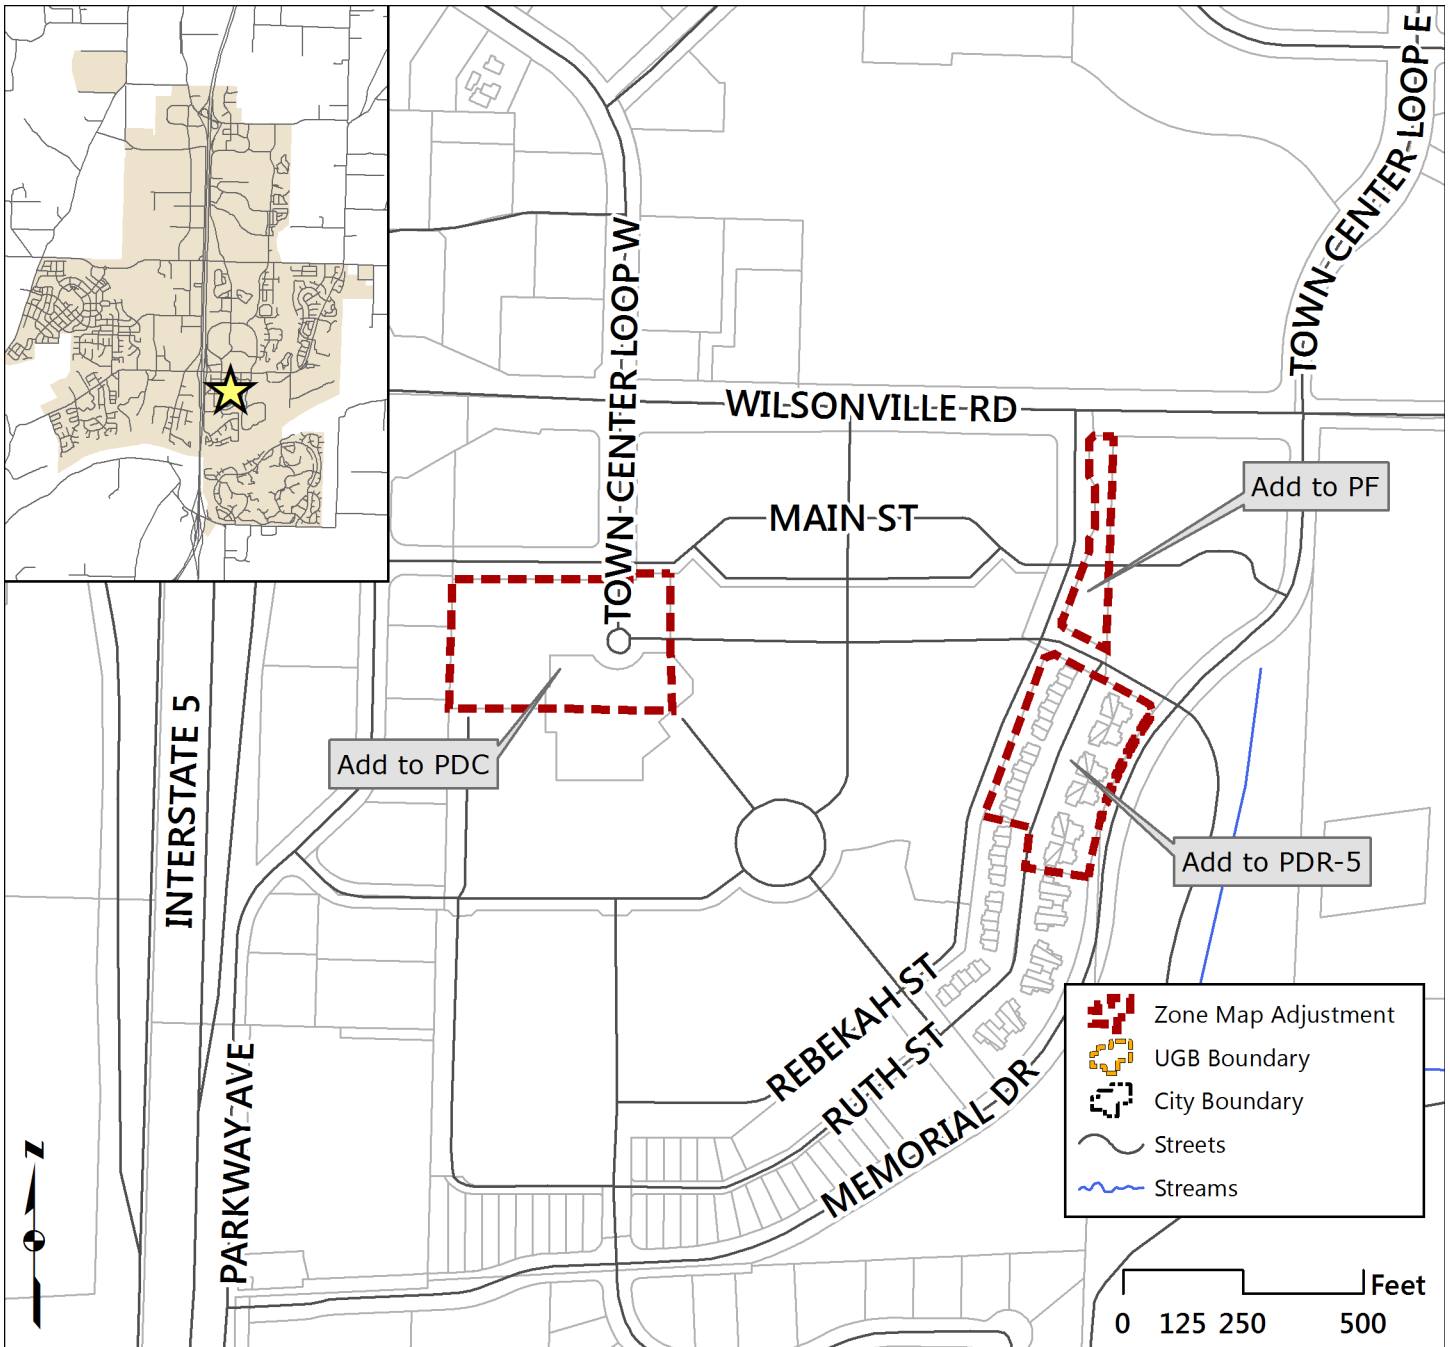 TOWN-CENTER-LOOP-E
TOWN-CENTER-LOOP-W
WILSONVILLE-RD
Add to PF
MAIN-ST
INTERSTATE 5
Add to PDC
Add to PDR-5
REBEKAH-ST
RUTH-ST
MEMORIAL-DR
PARKWAY-AVE
Zone Map Adjustment
UGB Boundary
City Boundary
Streets
Streams
N
Feet
0 125 250 500